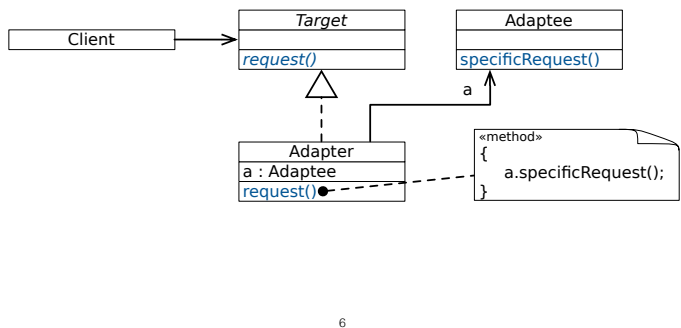 Client
Target
request()
Adaptee
specificRequest()
a
Adapter
a : Adaptee
request()
«method»
{
a.specificRequest();
}
6